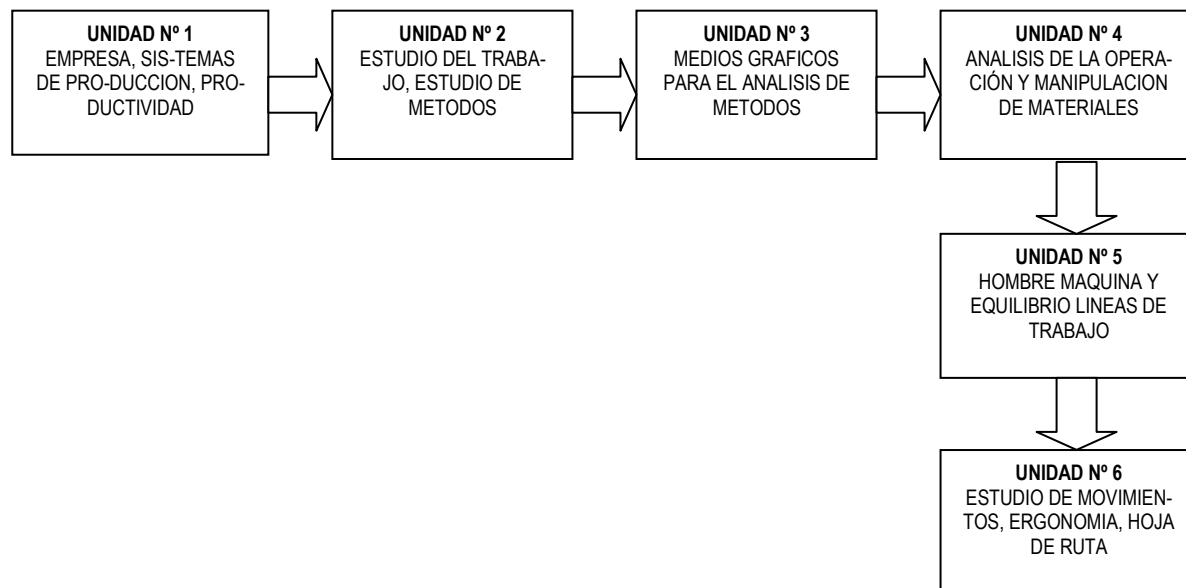 UNIDAD Nº 1
EMPRESA, SIS-TEMAS
DE PRO-DUCCION, PRO-
DUCTIVIDAD
UNIDAD Nº 2
ESTUDIO DEL TRABA-
JO, ESTUDIO DE
METODOS
UNIDAD Nº 3
MEDIOS GRAFICOS
PARA EL ANALISIS DE
METODOS
UNIDAD Nº 4
ANALISIS DE LA OPERA-
CIÓN Y MANIPULACION
DE MATERIALES
UNIDAD Nº 5
HOMBRE MAQUINA Y
EQUILIBRIO LINEAS DE
TRABAJO
UNIDAD Nº 6
ESTUDIO DE MOVIMIEN-
TOS, ERGONOMIA, HOJA
DE RUTA